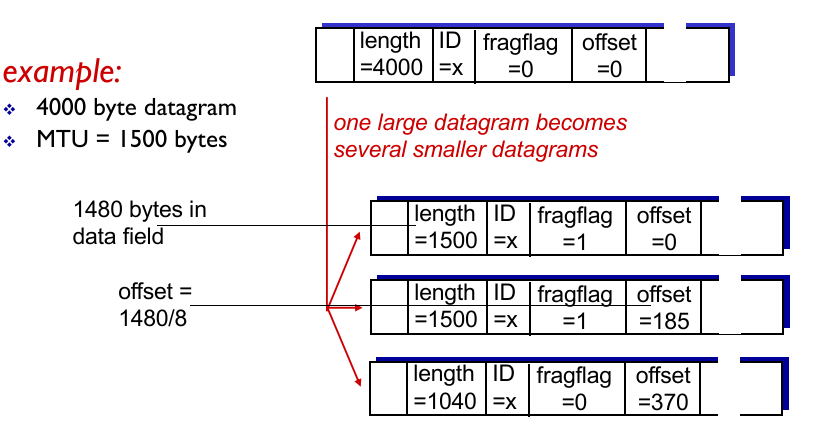 length ID fragflag offset
=4000 =x =0 =0
example:
❖ 4000 byte datagram
❖ MTU = 1500 bytes
one large datagram becomes
several smaller datagrams
1480 bytes in
data field
length ID fragflag offset
=1500 =x =1 =0
offset =
1480/8
length ID fragflag offset
=1500 =x =1 =185
length ID fragflag offset
=1040 =x =0 =370